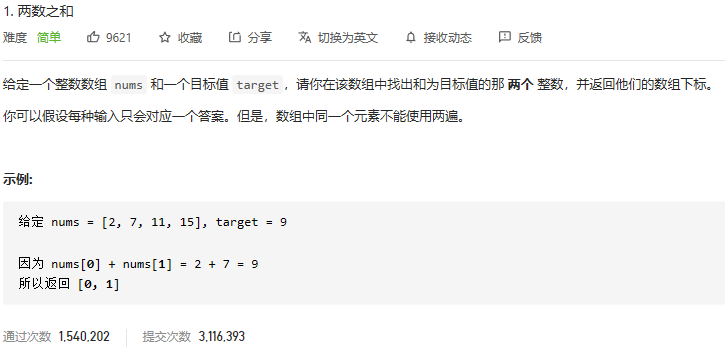 1. 两数之和
难度 简单 9621 收藏 分享 切换为英文 接收动态 反馈
给定一个整数数组 nums 和一个目标值 target，请你在该数组中找出和为目标值的那 两个 整数，并返回他们的数组下标。
你可以假设每种输入只会对应一个答案。但是，数组中同一个元素不能使用两遍。
示例:
给定 nums = [2, 7, 11, 15], target = 9
因为 nums[0] + nums[1] = 2 + 7 = 9
所以返回 [0, 1]
通过次数 1,540,202 提交次数 3,116,393